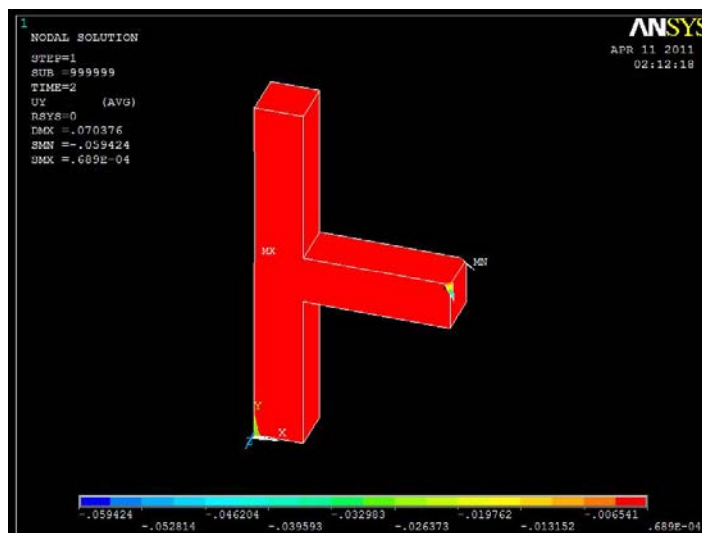 1
NODAL SOLUTION
STEP=1
SUB =999999
TIME=2
UY (AVG)
RSYS=0
DMX =.070376
SMN =-.059424
SMX =.689E-04
ANSYS
APR 11 2011
02:12:18
MX
MN
Y
Z X
-.059424 -.046204 -.032983 -.019762 -.006541
-.052814 -.039593 -.026373 -.013152 .689E-04